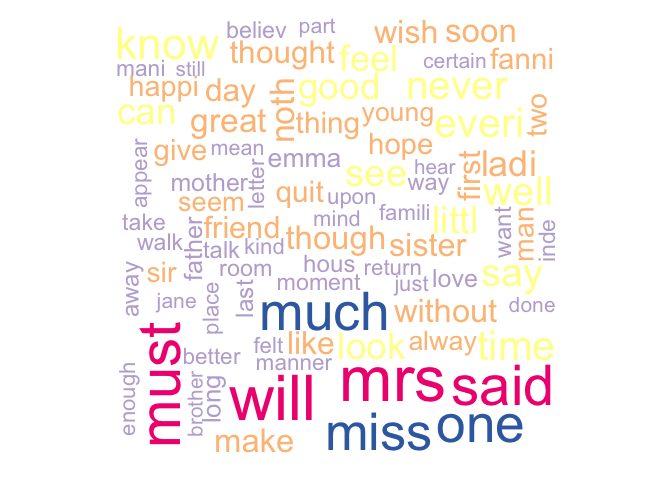 believ part
know thought feel wish soon
mani still certain fanni
happi day good never
can great noth thing young everi two
give mean emma hope see hear ladi
appear mother letter way first well
seem quit upon
take father friend mind famili littl want man inde
walk talk kind though sister
away sir room hous return say
jane place last moment just love
much without done
must felt like look alway time
better manner
enough brother long will mrs said
make miss one